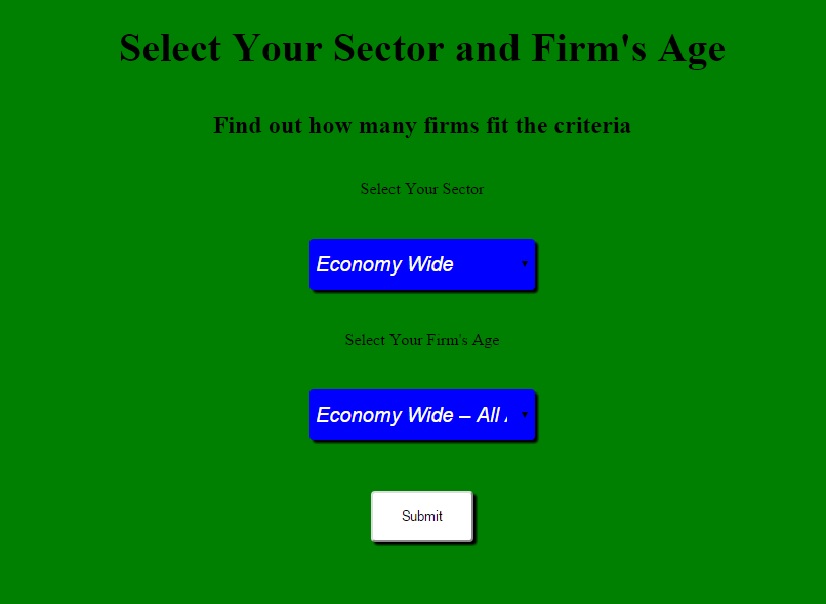 Select Your Sector and Firm's Age
Find out how many firms fit the criteria
Select Your Sector
Economy Wide
Select Your Firm's Age
Economy Wide – All
Submit